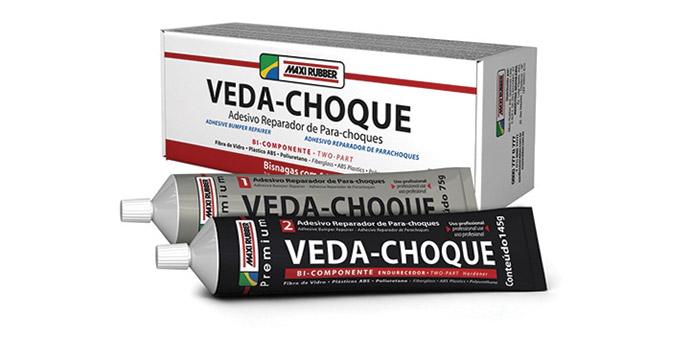 MAXI RUBBER
VEDA-CHOQUE
Adesivo Reparador de Para-choques
ADHESIVE BUMPER REPAIRER ADHESIVO REPARADOR DE PARACHOQUES
BI-COMPONENTE - TWO-PART
Fibra de Vidro • Plástico ABS • Poliuretano - Fiberglass • ABS Plastics •
Bisnagas com
MAXI RUBBER
MAXI RUBBER
Premium
1 Adesivo Reparador de Para-choques
Adhesive Bumper Repairer - Adhesivo Reparador de Parachoques
VEDA-CHOQUE
Uso profissional
professional use
uso profesional
Conteúdo 75g
MAXI RUBBER
Premium
2 Adesivo Reparador de Para-choques
Adhesive Bumper Repairer - Adhesivo Reparador de Parachoques
Uso profissional
professional use
uso profesional
VEDA-CHOQUE
BI-COMPONENTE ENDURECEDOR - TWO-PART Hardener
Fibra de Vidro • Plásticos ABS • Poliuretano - Fiberglass • ABS Plastics • Polyurethane
Conteúdo 145g